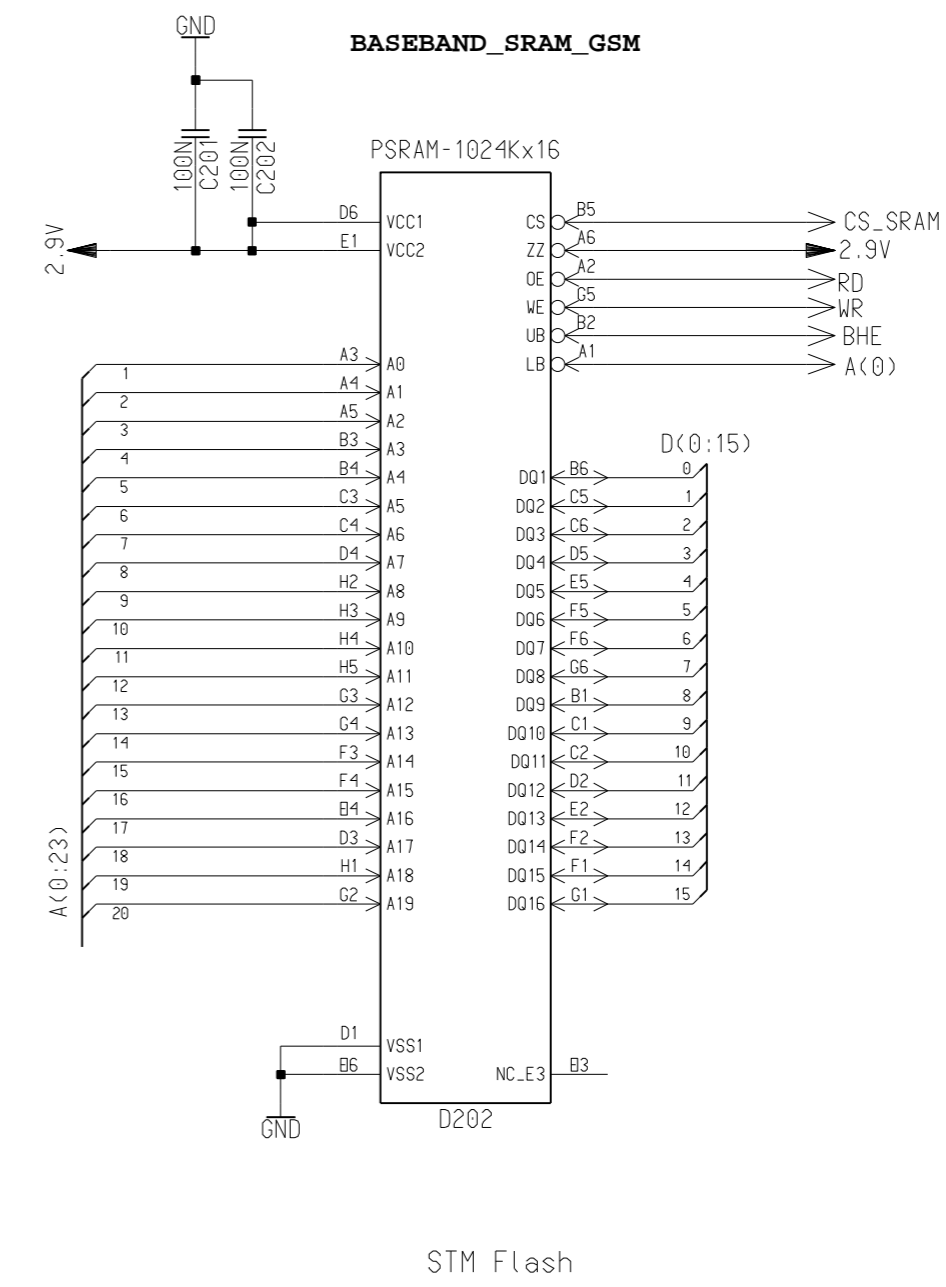 GND
BASEBAND_SRAM_GSM
100N
C201
100N
C202
PSRAM-1024Kx16
2.9V
D6 VCC1
E1 VCC2
CS B5 CS_SRAM
ZZ A6 2.9V
OE A2 RD
WE G5 WR
UB B2 BHE
LB A1 A(0)
A(0:23)
1 A3 A0
2 A4 A1
3 A5 A2
4 B3 A3
5 B4 A4
6 C3 A5
7 C4 A6
8 D4 A7
9 H2 A8
10 H3 A9
11 H4 A10
12 H5 A11
13 G3 A12
14 G4 A13
15 F3 A14
16 F4 A15
17 E4 A16
18 D3 A17
19 H1 A18
20 G2 A19
D(0:15)
DQ1 B6 0
DQ2 C5 1
DQ3 C6 2
DQ4 D5 3
DQ5 E5 4
DQ6 F5 5
DQ7 F6 6
DQ8 G6 7
DQ9 B1 8
DQ10 C1 9
DQ11 C2 10
DQ12 D2 11
DQ13 E2 12
DQ14 F2 13
DQ15 F1 14
DQ16 G1 15
D1 VSS1
E6 VSS2
NC_E3 E3
GND
D202
STM Flash